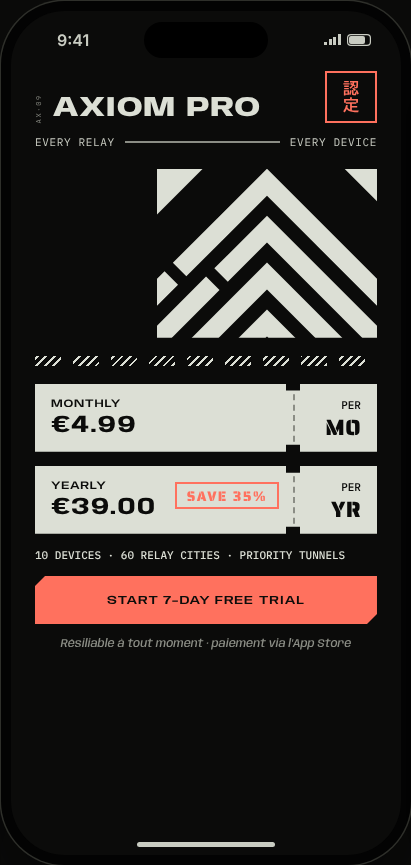 9:41
認定
AX-89
AXIOM PRO
EVERY RELAY
EVERY DEVICE
MONTHLY
€4.99
PER
MO
YEARLY
€39.00
SAVE 35%
PER
YR
10 DEVICES · 60 RELAY CITIES · PRIORITY TUNNELS
START 7-DAY FREE TRIAL
Résiliable à tout moment · paiement via l'App Store